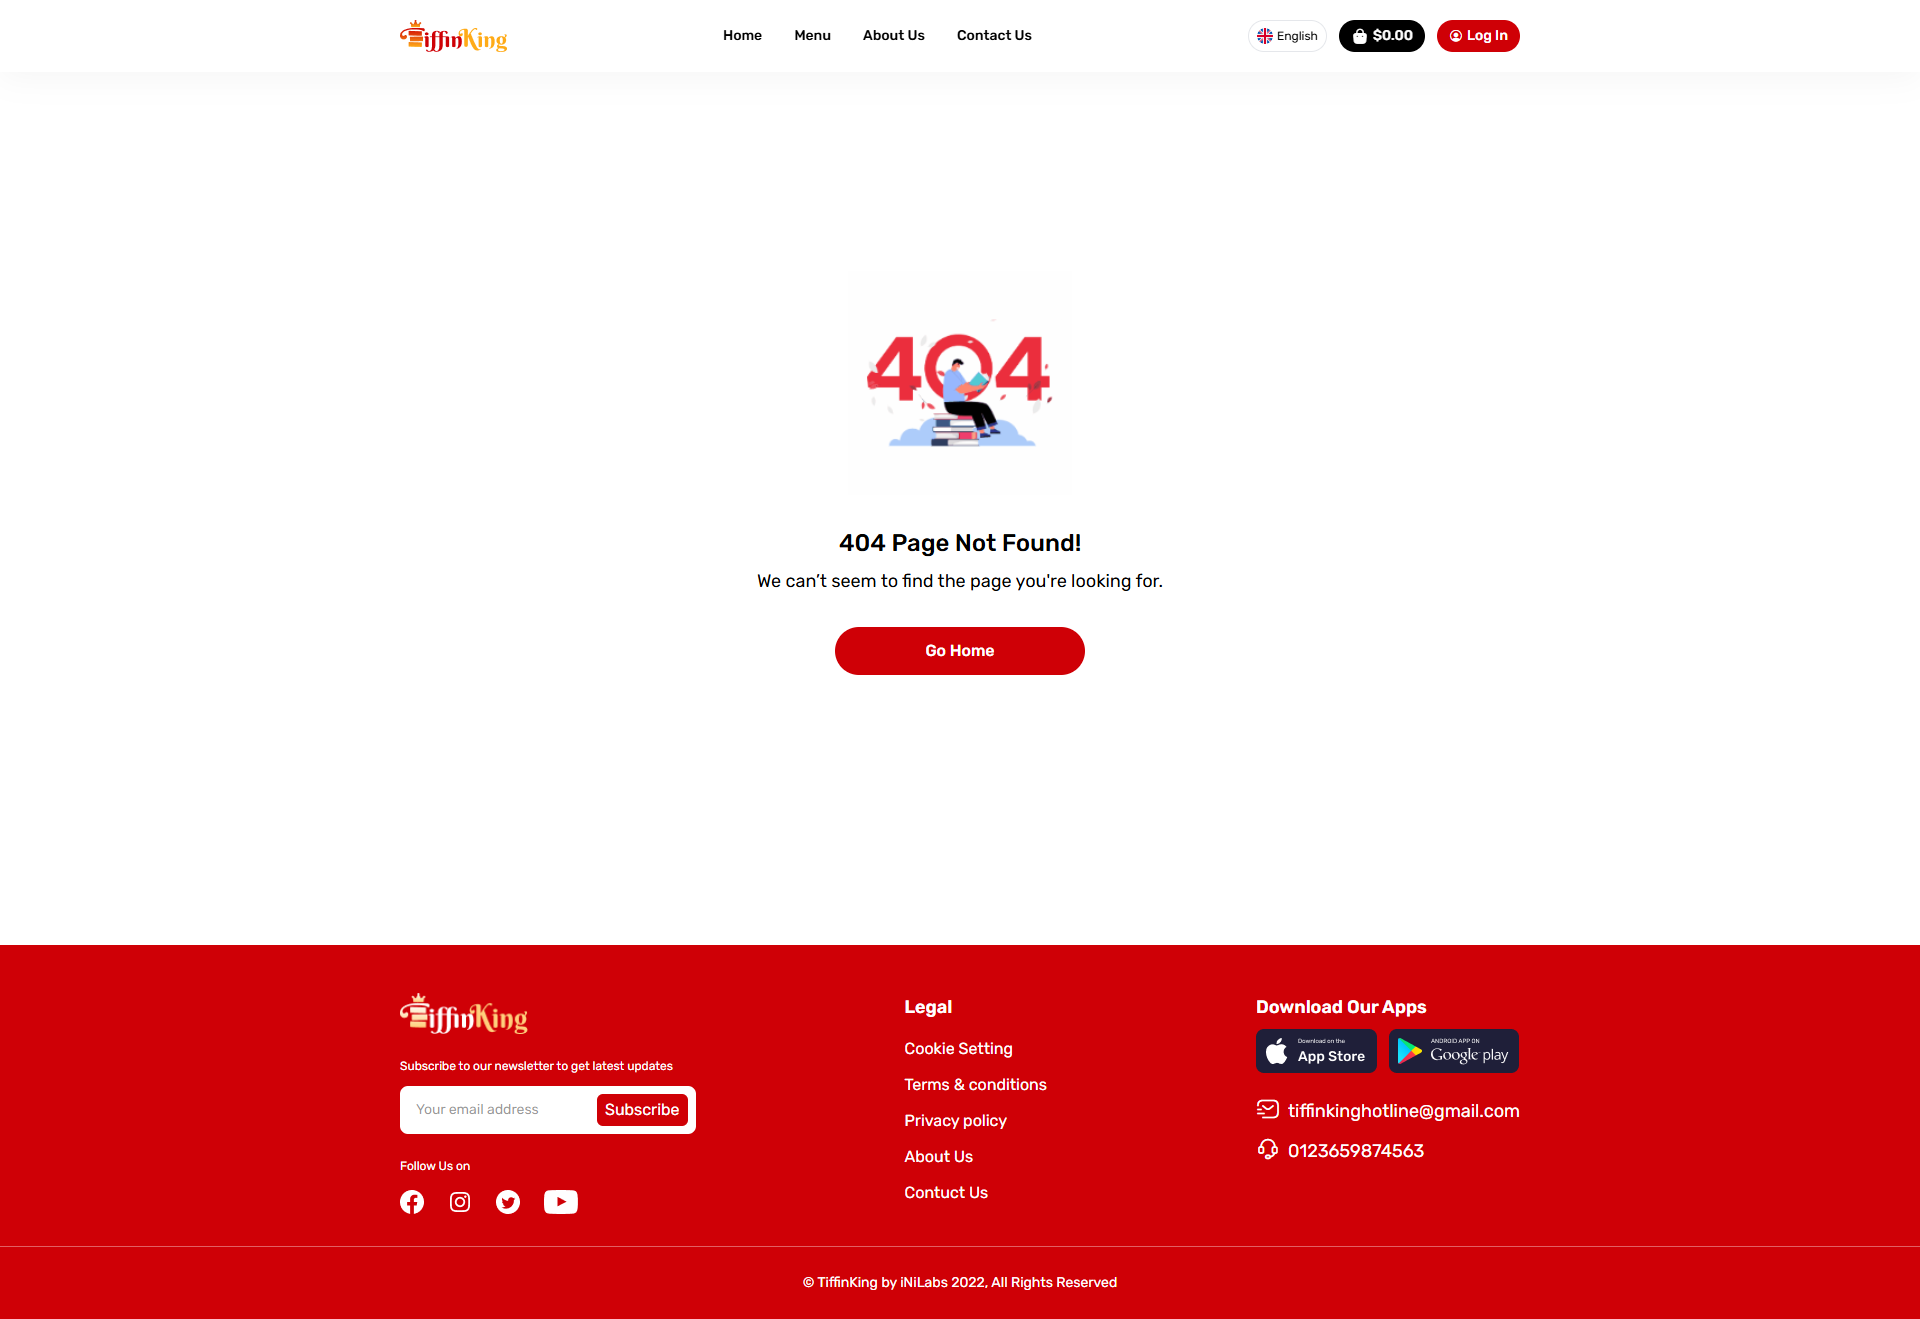 TiffinKing
Home
Menu
About Us
Contact Us
English
$0.00
Log In
404
404 Page Not Found!
We can’t seem to find the page you're looking for.
Go Home
TiffinKing
Subscribe to our newsletter to get latest updates
Your email address
Subscribe
Follow Us on
Legal
Cookie Setting
Terms & conditions
Privacy policy
About Us
Contuct Us
Download Our Apps
Download on the
App Store
ANDROID APP ON
Google play
tiffinkinghotline@gmail.com
0123659874563
© TiffinKing by iNiLabs 2022, All Rights Reserved